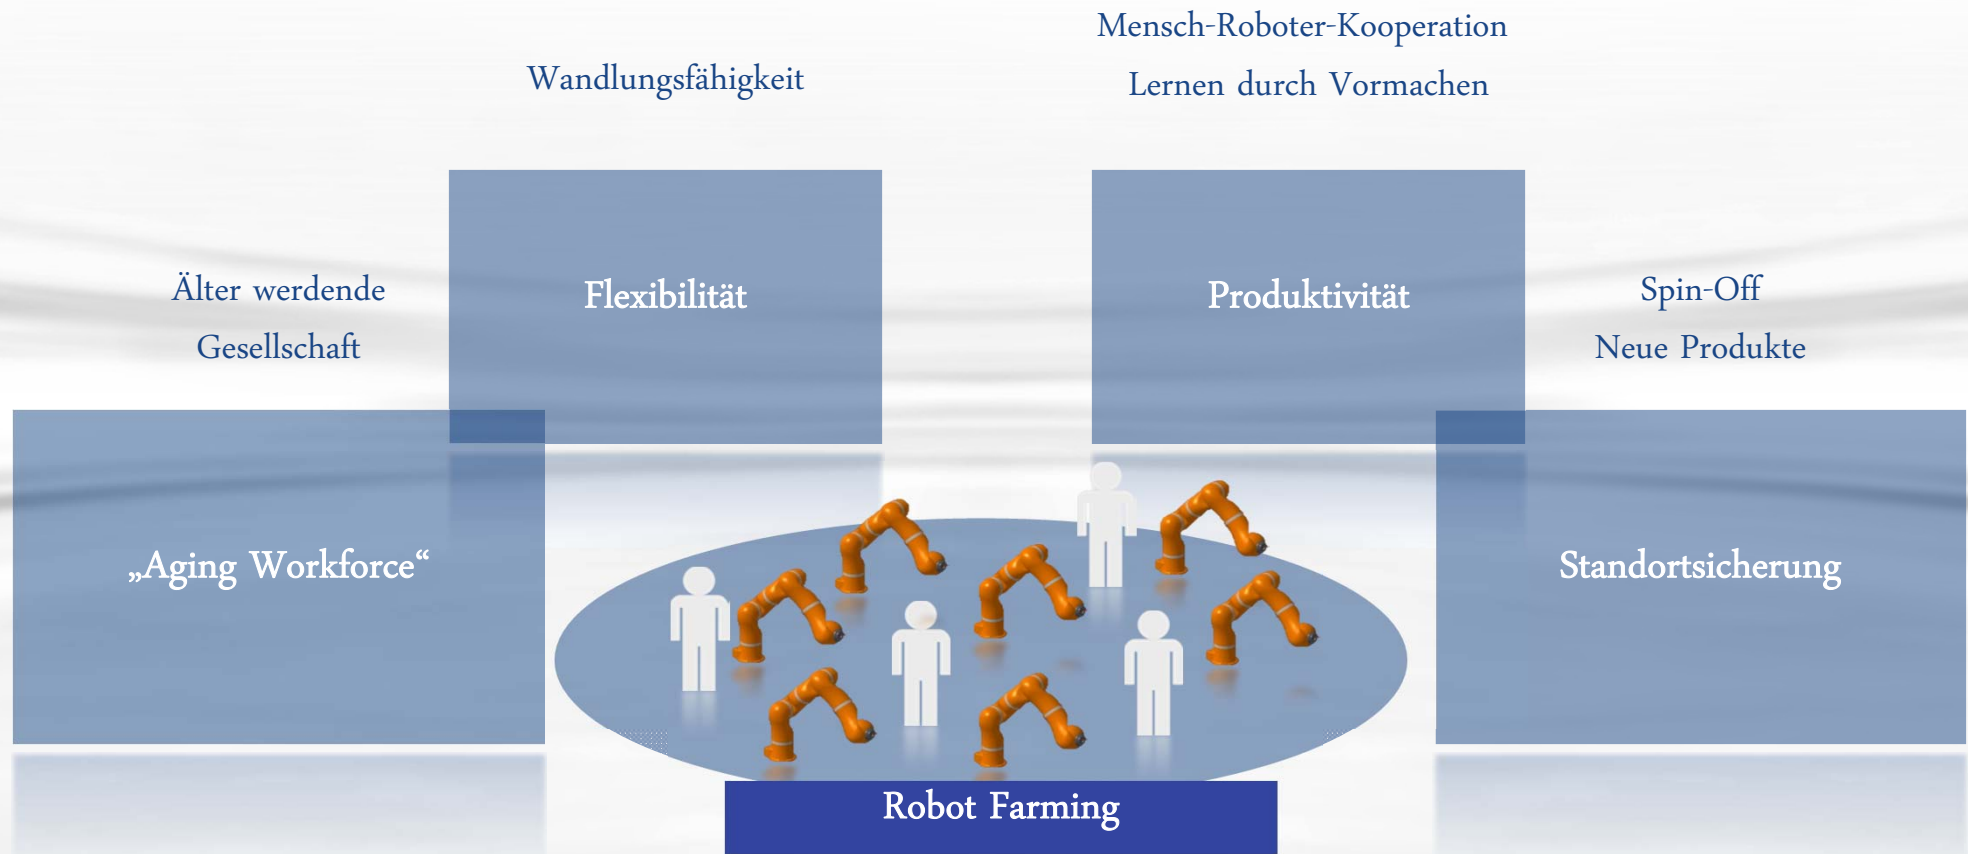 Mensch-Roboter-Kooperation
Lernen durch Vormachen
Wandlungsfähigkeit
Flexibilität
Produktivität
Älter werdende
Gesellschaft
Spin-Off
Neue Produkte
„Aging Workforce“
Standortsicherung
Robot Farming